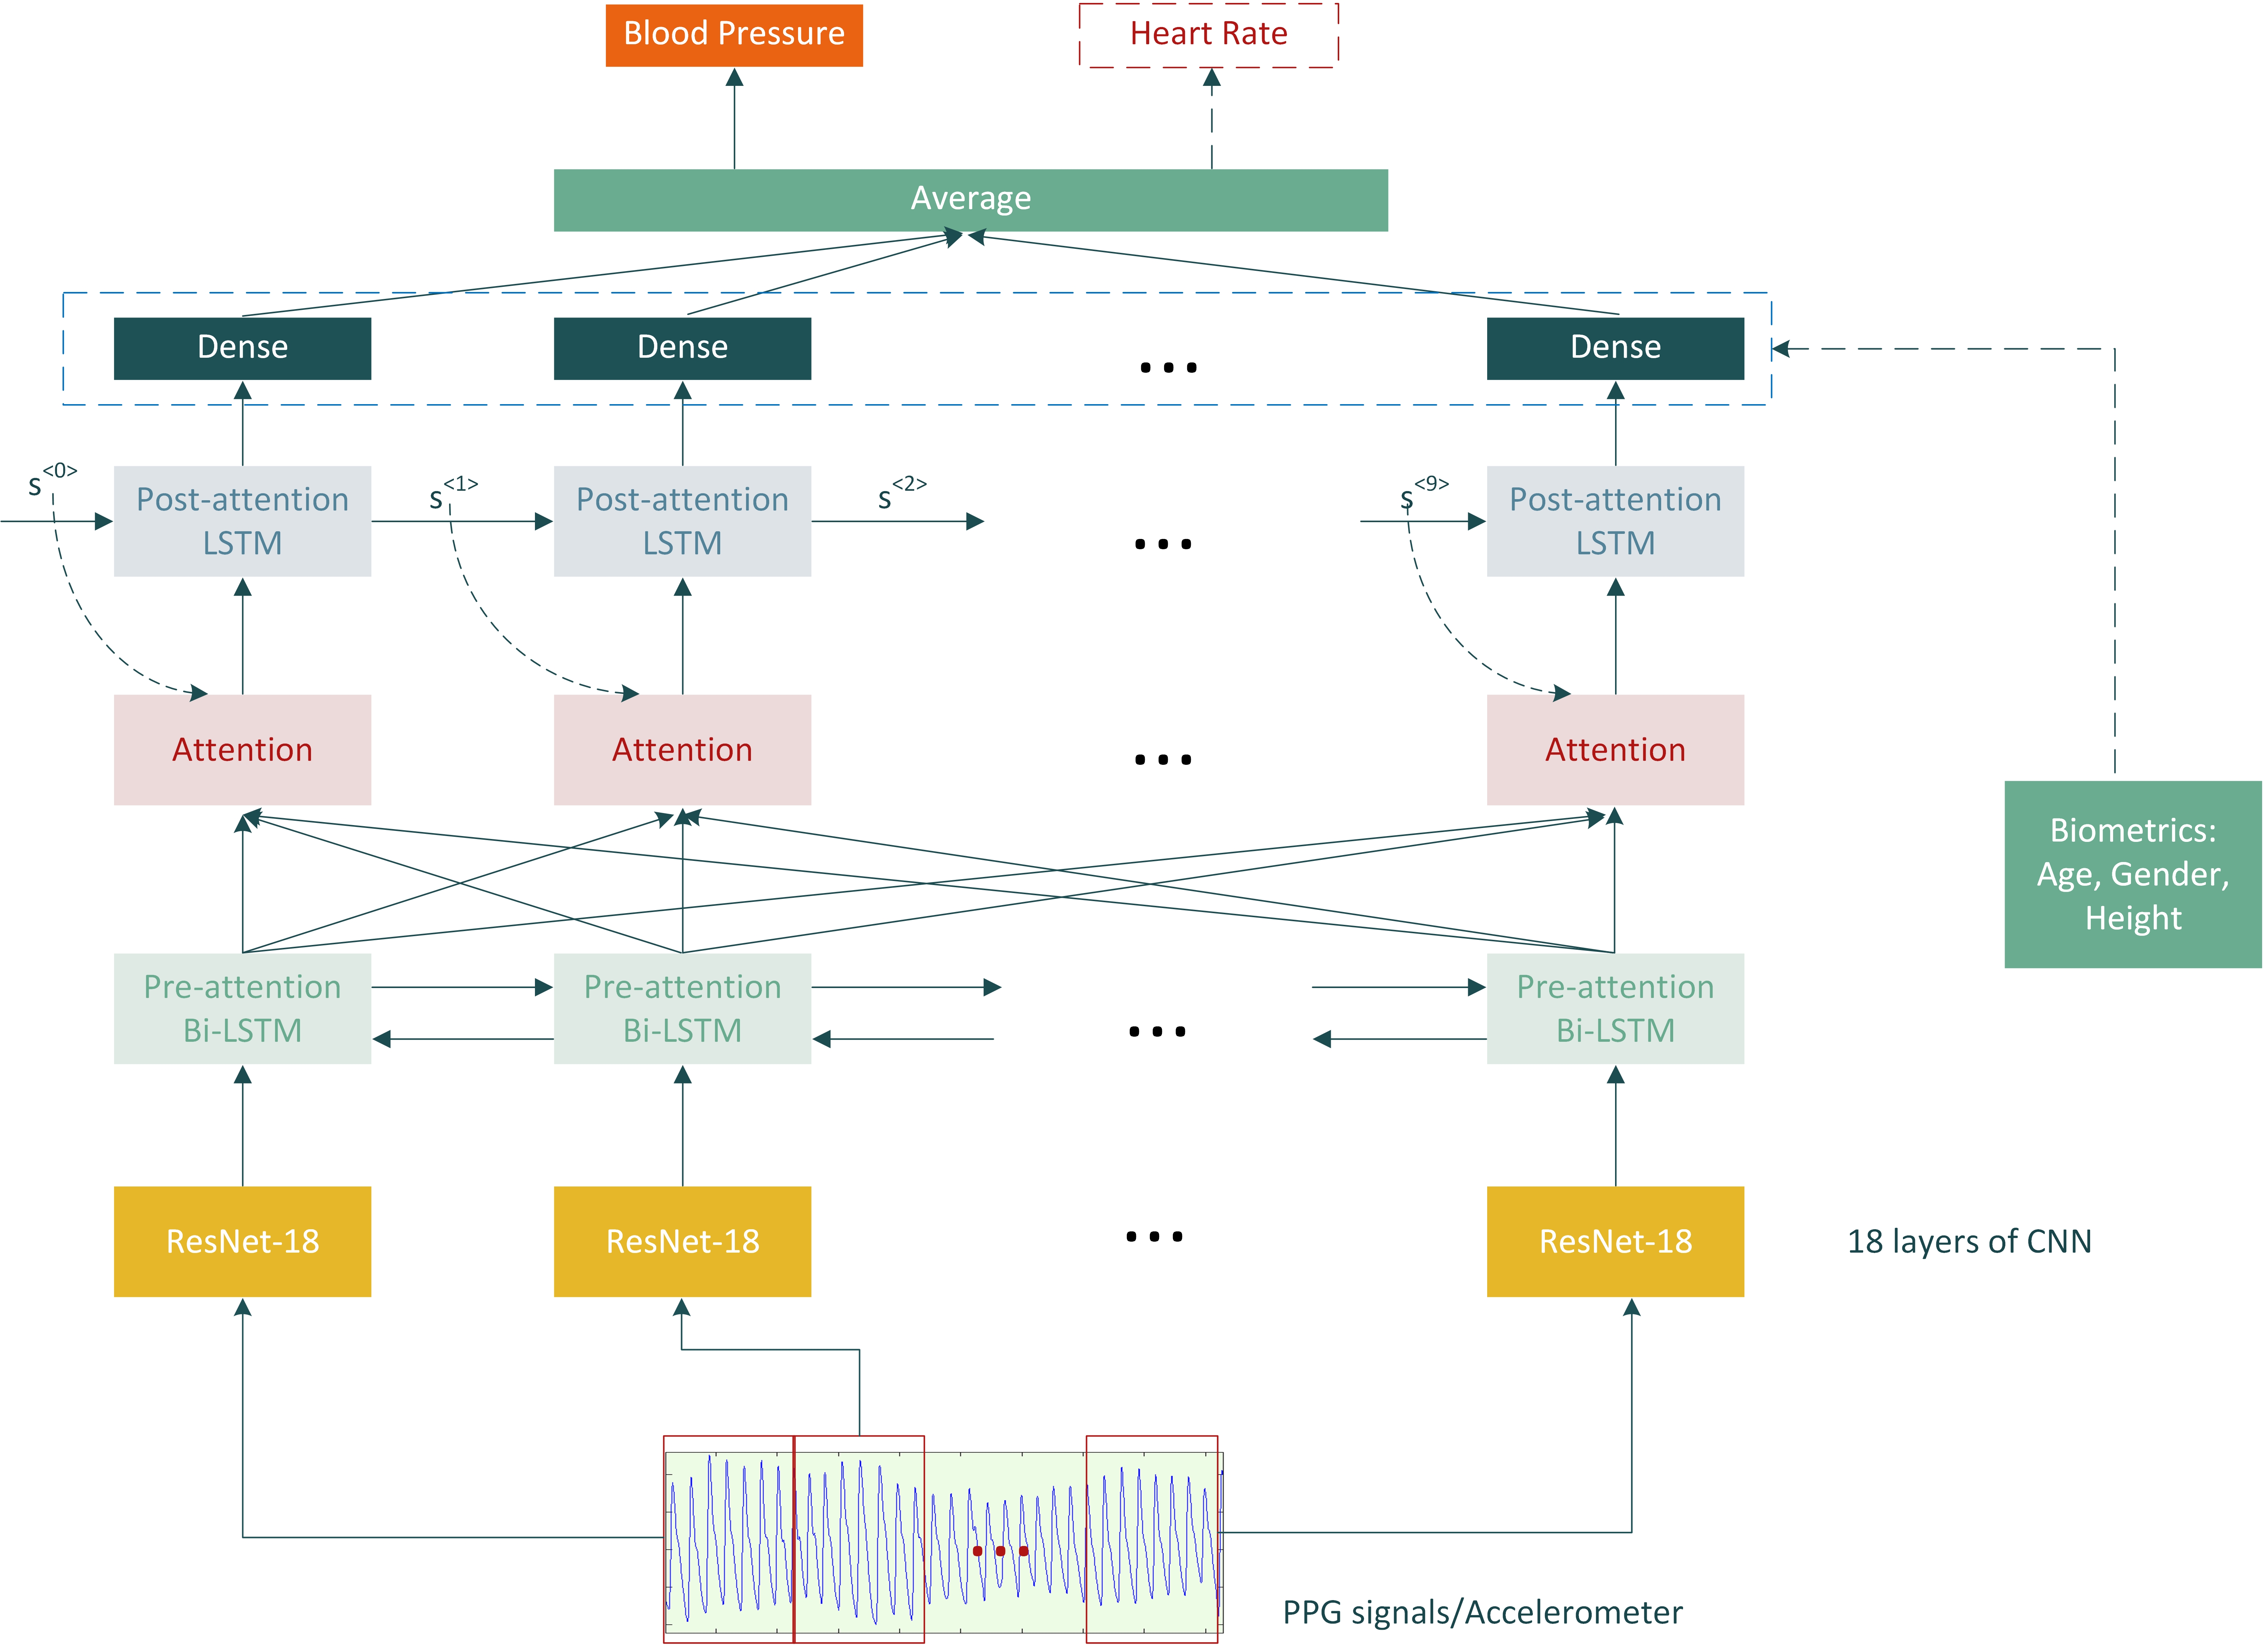 Blood Pressure
Heart Rate
Average
Dense
Dense
Dense
...
s<0>
s<1>
s<2>
s<9>
Post-attention
LSTM
Post-attention
LSTM
Post-attention
LSTM
...
Attention
Attention
Attention
...
Biometrics:
Age, Gender,
Height
Pre-attention
Bi-LSTM
Pre-attention
Bi-LSTM
Pre-attention
Bi-LSTM
...
ResNet-18
ResNet-18
ResNet-18
...
18 layers of CNN
PPG signals/Accelerometer